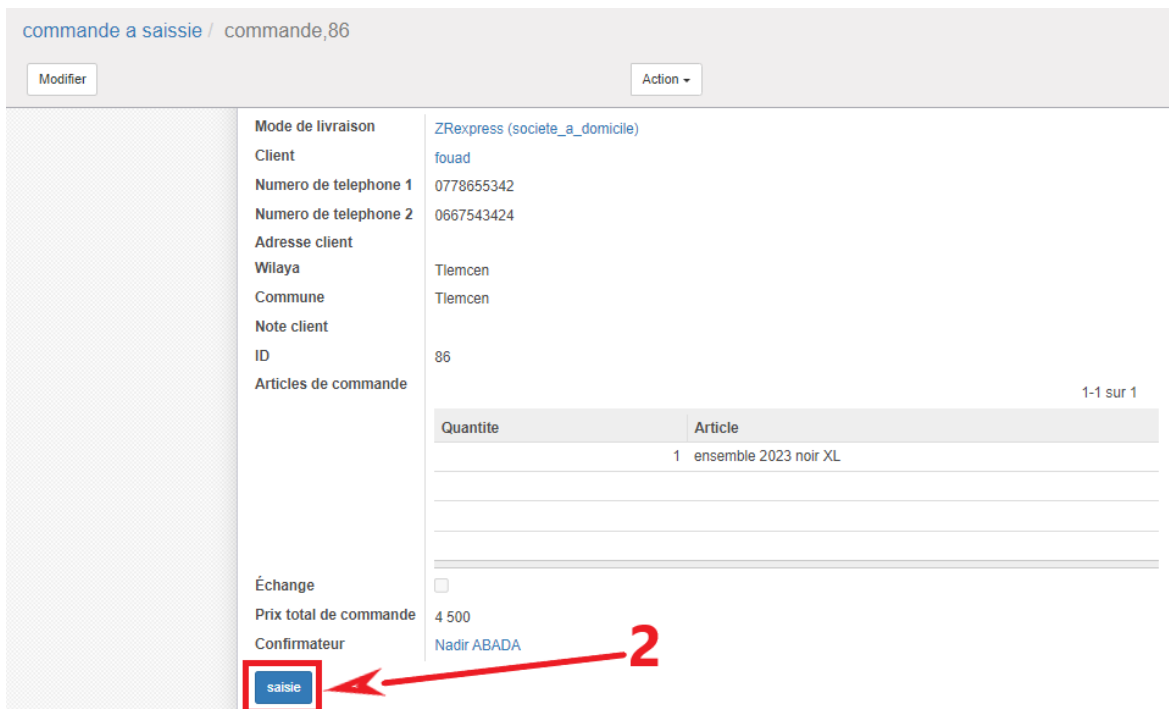 commande a saissie / commande,86
Modifier
Action
Mode de livraison ZRexpress (societe_a_domicile)
Client fouad
Numero de telephone 1 0778655342
Numero de telephone 2 0667543424
Adresse client
Wilaya Tlemcen
Commune Tlemcen
Note client
ID 86
Articles de commande
1-1 sur 1
Quantite Article
1 ensemble 2023 noir XL
Échange
Prix total de commande 4 500
Confirmateur Nadir ABADA
2
saisie